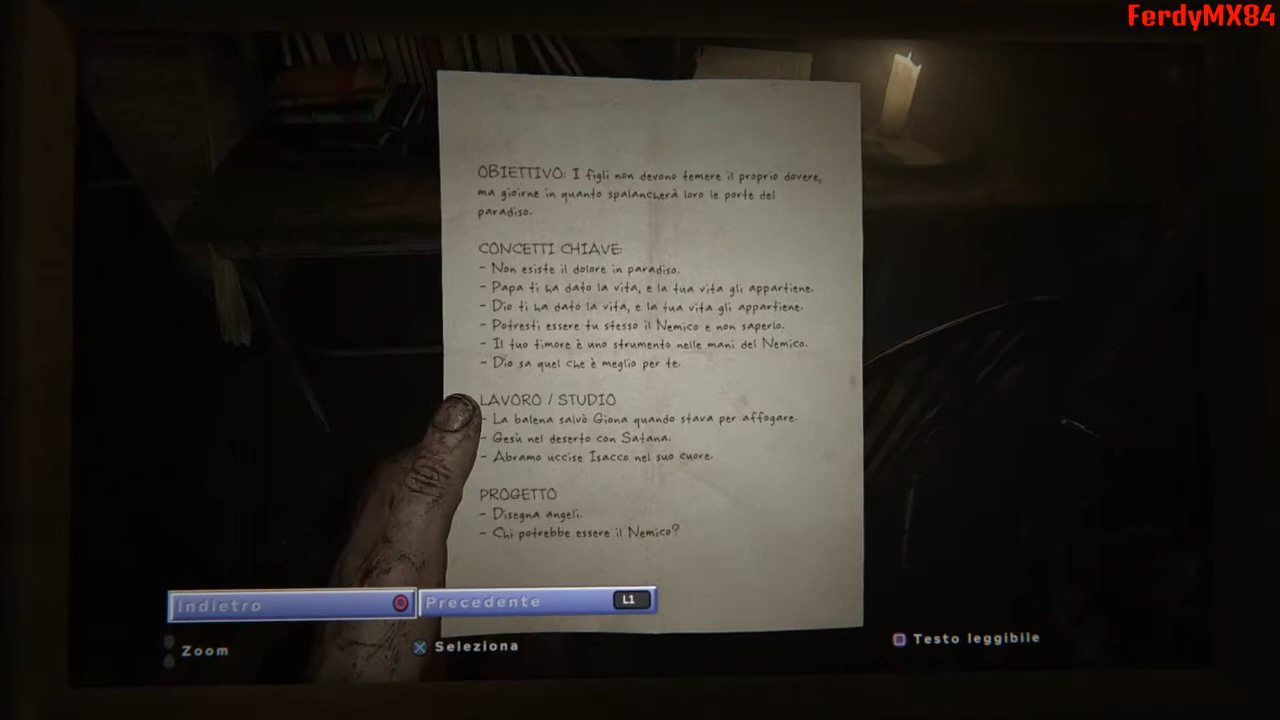 FerdyMX84
OBIETTIVO: I figli non devono temere il proprio dovere,
ma gioirne in quanto spalancherà loro le porte del
paradiso.
CONCETTI CHIAVE:
- Non esiste il dolore in paradiso.
- Papa ti ha dato la vita, e la tua vita gli appartiene.
- Dio ti ha dato la vita, e la tua vita gli appartiene.
- Potresti essere tu stesso il Nemico e non saperlo.
- Il tuo timore è uno strumento nelle mani del Nemico.
- Dio sa quel che è meglio per te.
LAVORO / STUDIO
- La balena salvò Giona quando stava per affogare.
- Gesù nel deserto con Satana.
- Abramo uccise Isacco nel suo cuore.
PROGETTO
- Disegna angeli.
- Chi potrebbe essere il Nemico?
Indietro
Precedente L1
Zoom
Seleziona
Testo leggibile